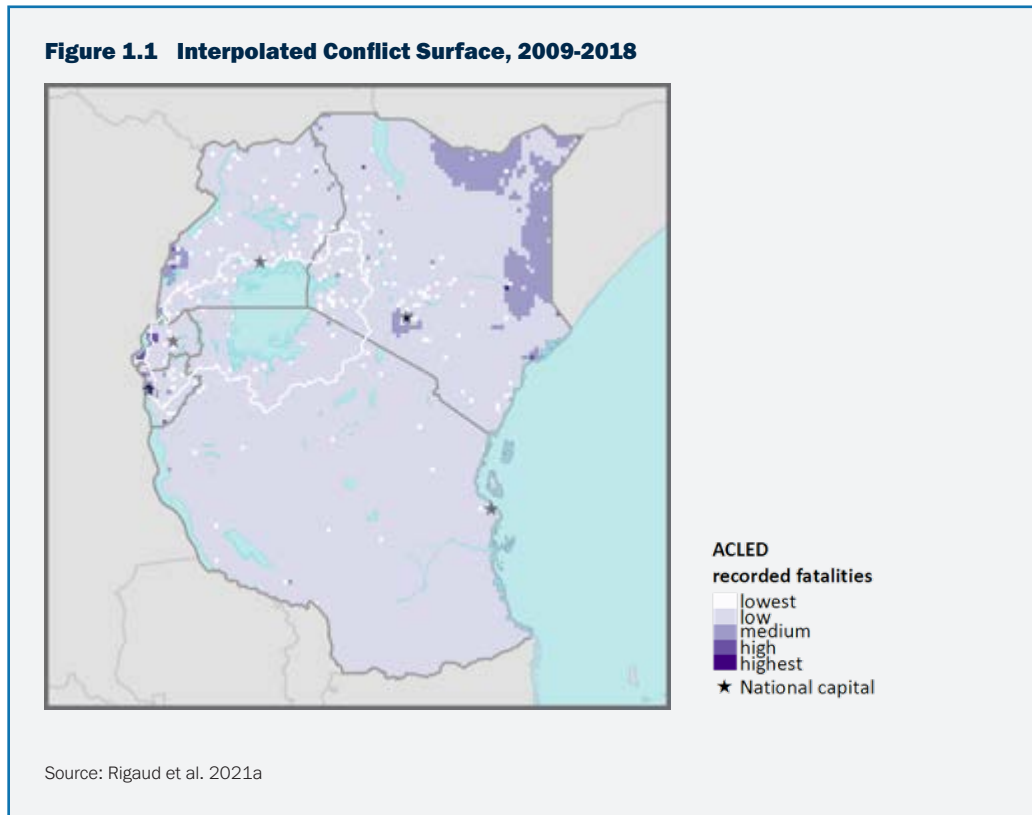 Figure 1.1 Interpolated Conflict Surface, 2009-2018
ACLED
recorded fatalities
lowest
low
medium
high
highest
★ National capital
Source: Rigaud et al. 2021a